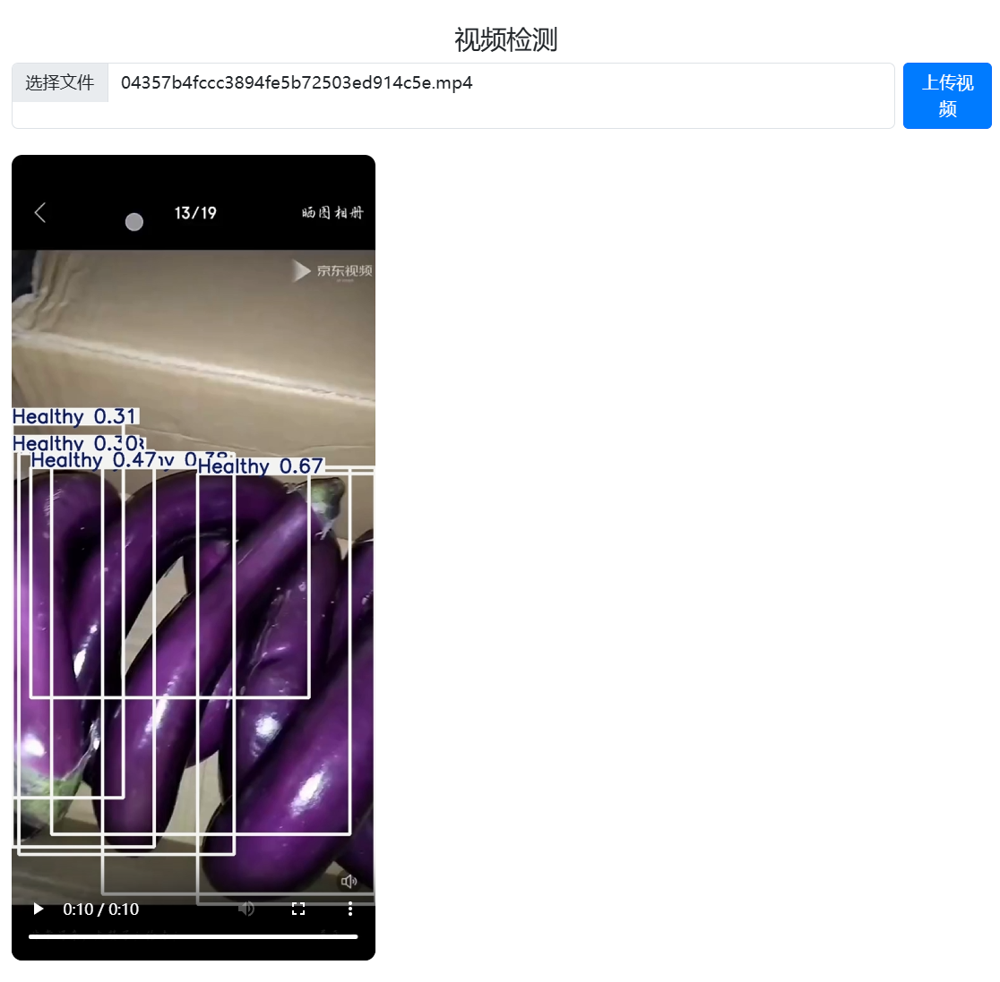 视频检测
选择文件 04357b4fccc3894fe5b72503ed914c5e.mp4
上传视
频
13/19 晒图相册
京东视频
Healthy 0.31
Healthy 0.30
Healthy 0.47
Healthy 0.67
0:10 / 0:10